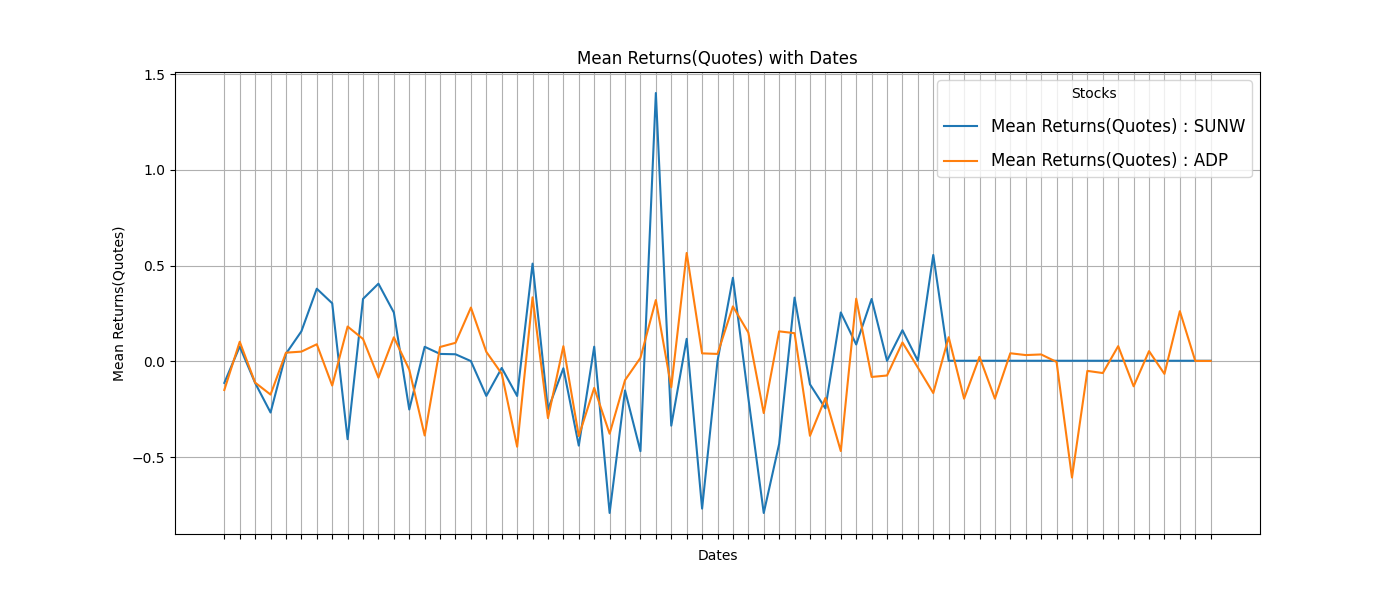 Mean Returns(Quotes) with Dates
Stocks
Mean Returns(Quotes) : SUNW
Mean Returns(Quotes) : ADP
Mean Returns(Quotes)
1.5
1.0
0.5
0.0
−0.5
Dates